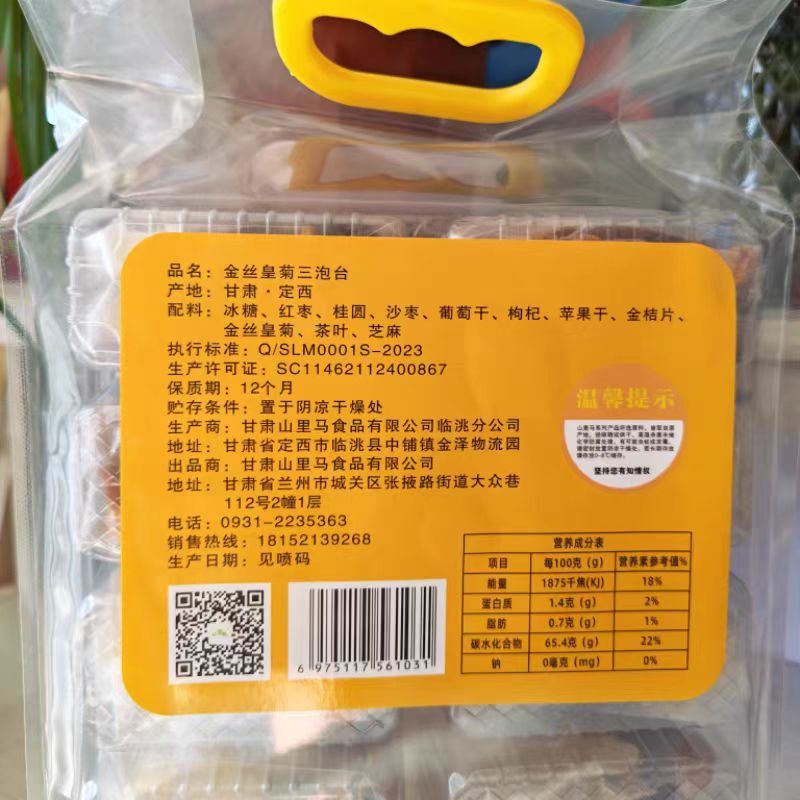 品名：金丝皇菊三泡台
产地：甘肃·定西
配料：冰糖、红枣、桂圆、沙枣、葡萄干、枸杞、苹果干、金桔片、
金丝皇菊、茶叶、芝麻
执行标准：Q/SLM0001S-2023
生产许可证：SC11462112400867
保质期：12个月
贮存条件：置于阴凉干燥处
生产商：甘肃山里马食品有限公司临洮分公司
地址：甘肃省定西市临洮县中铺镇金泽物流园
出品商：甘肃山里马食品有限公司
地址：甘肃省兰州市城关区张掖路街道大众巷
112号2幢1层
电话：0931-2235363
销售热线：18152139268
生产日期：见喷码
6 975117 561031
温馨提示
坚持您有知情权
营养成分表
项目 每100克（g） 营养素参考值%
能量 1875千焦(KJ) 18%
蛋白质 1.4克（g） 2%
脂肪 0.7克（g） 1%
碳水化合物 65.4克（g） 22%
钠 0毫克（mg） 0%